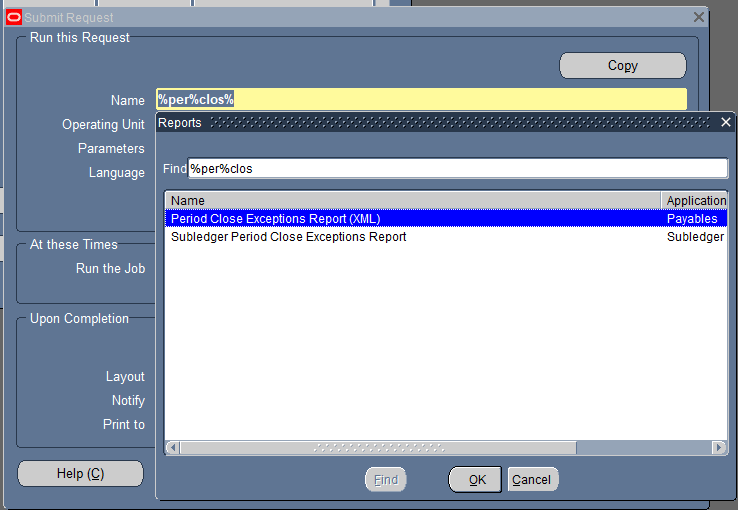 Submit Request
Run this Request
Copy
Name %per%clos%
Operating Unit
Parameters
Language
At these Times
Run the Job
Upon Completion
Layout
Notify
Print to
Help (C)
Reports
Find %per%clos
Name Application
Period Close Exceptions Report (XML) Payables
Subledger Period Close Exceptions Report Subledger
Find OK Cancel